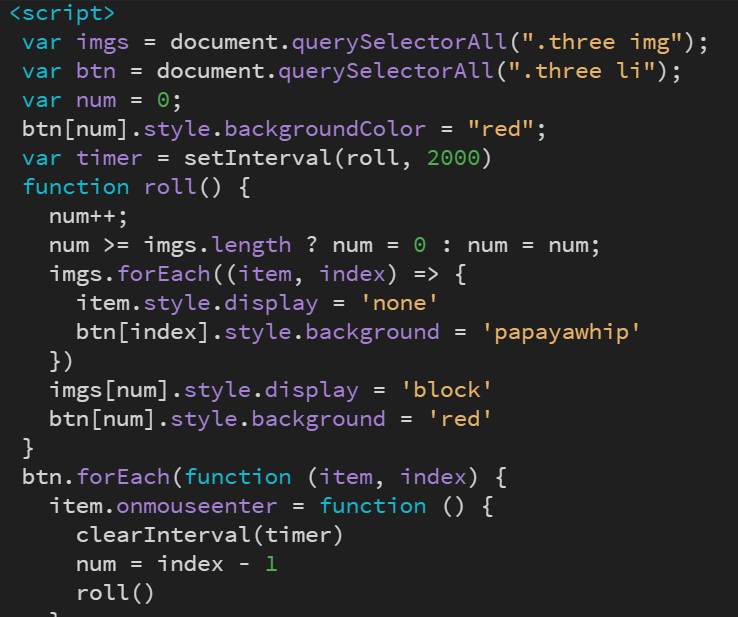 <script>
var imgs = document.querySelectorAll(".three img");
var btn = document.querySelectorAll(".three li");
var num = 0;
btn[num].style.backgroundColor = "red";
var timer = setInterval(roll, 2000)
function roll() {
num++;
num >= imgs.length ? num = 0 : num = num;
imgs.forEach((item, index) => {
item.style.display = 'none'
btn[index].style.background = 'papayawhip'
})
imgs[num].style.display = 'block'
btn[num].style.background = 'red'
}
btn.forEach(function (item, index) {
item.onmouseenter = function () {
clearInterval(timer)
num = index - 1
roll()